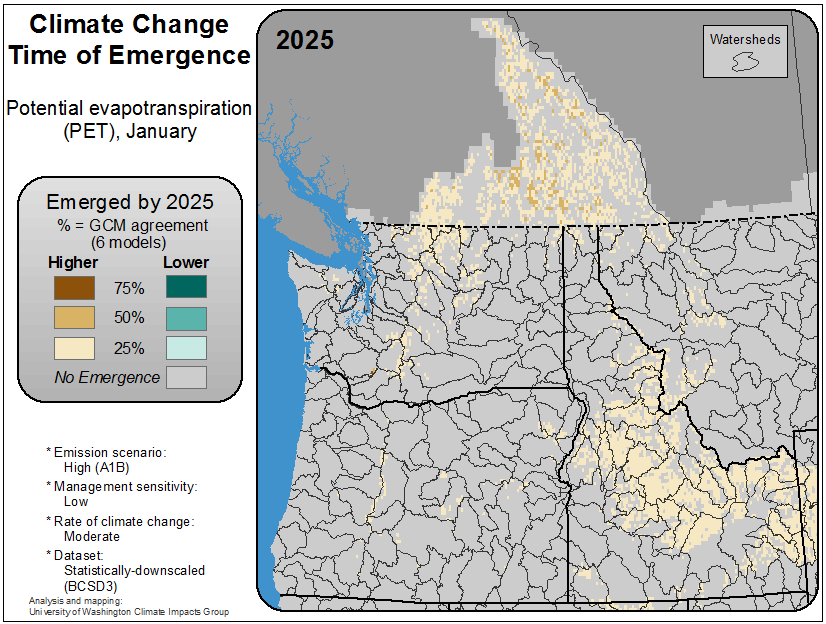 Climate Change
Time of Emergence
Potential evapotranspiration
(PET), January
Emerged by 2025
% = GCM agreement
(6 models)
Higher Lower
75%
50%
25%
No Emergence
* Emission scenario:
High (A1B)
* Management sensitivity:
Low
* Rate of climate change:
Moderate
* Dataset:
Statistically-downscaled
(BCSD3)
Analysis and mapping:
University of Washington Climate Impacts Group
2025
Watersheds